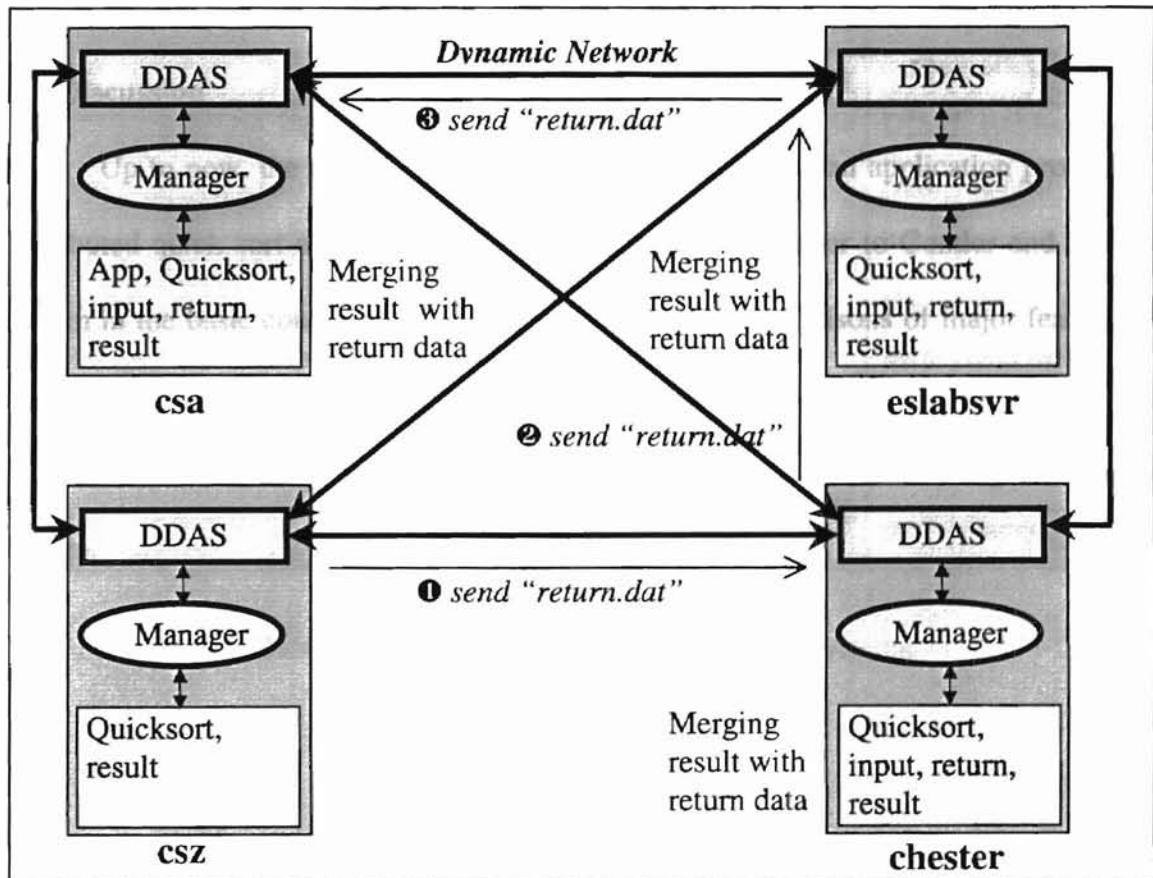 Dynamic Network
DDAS
Manager
App, Quicksort,
input, return,
result
csa
❸ send "return.dat"
Merging
result with
return data
Merging
result with
return data
DDAS
Manager
Quicksort,
input, return,
result
eslabsvr
❷ send "return.dat"
DDAS
Manager
Quicksort,
result
csz
❶ send "return.dat"
Merging
result with
return data
DDAS
Manager
Quicksort,
input, return,
result
chester